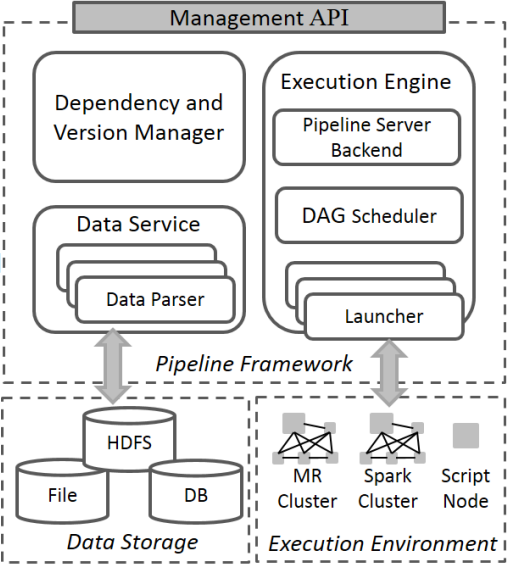 Management API
Dependency and
Version Manager
Execution Engine
Pipeline Server
Backend
DAG Scheduler
Launcher
Data Service
Data Parser
Pipeline Framework
HDFS
File
DB
Data Storage
MR
Cluster
Spark
Cluster
Script
Node
Execution Environment